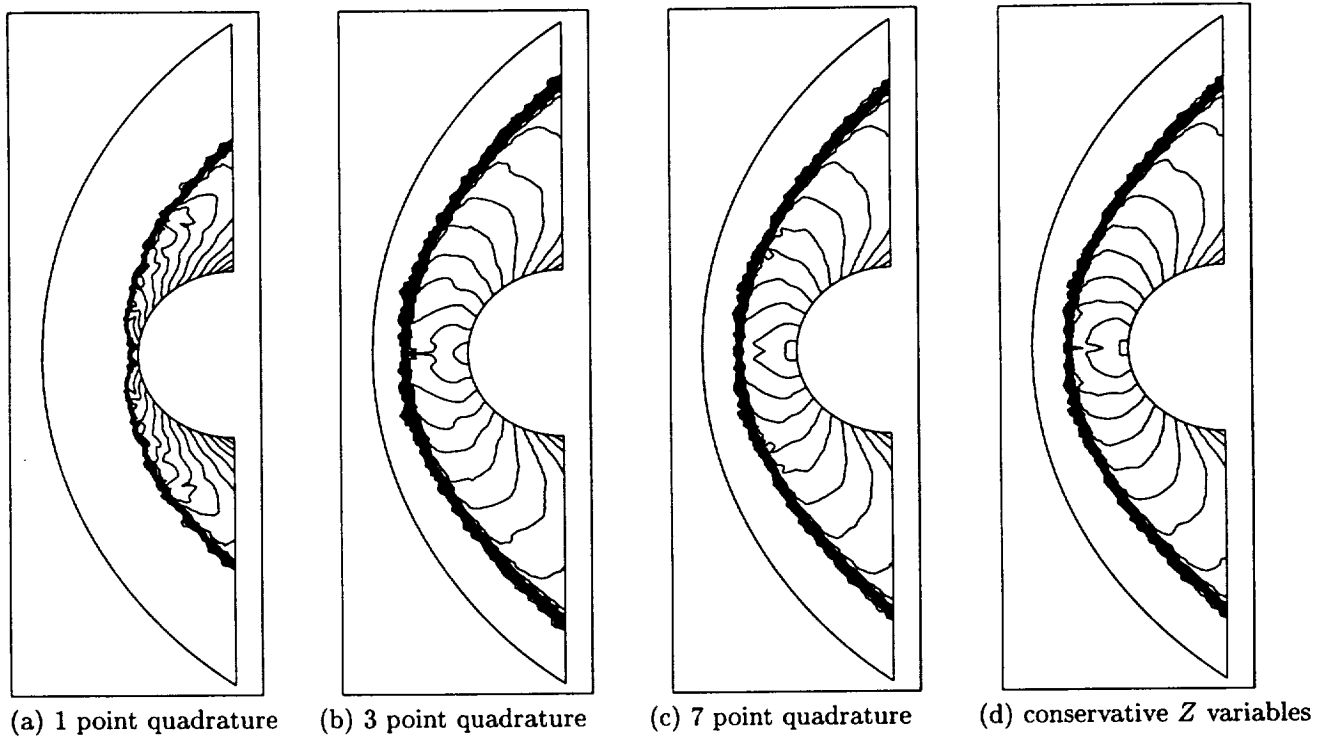 (a) 1 point quadrature
(b) 3 point quadrature
(c) 7 point quadrature
(d) conservative Z variables